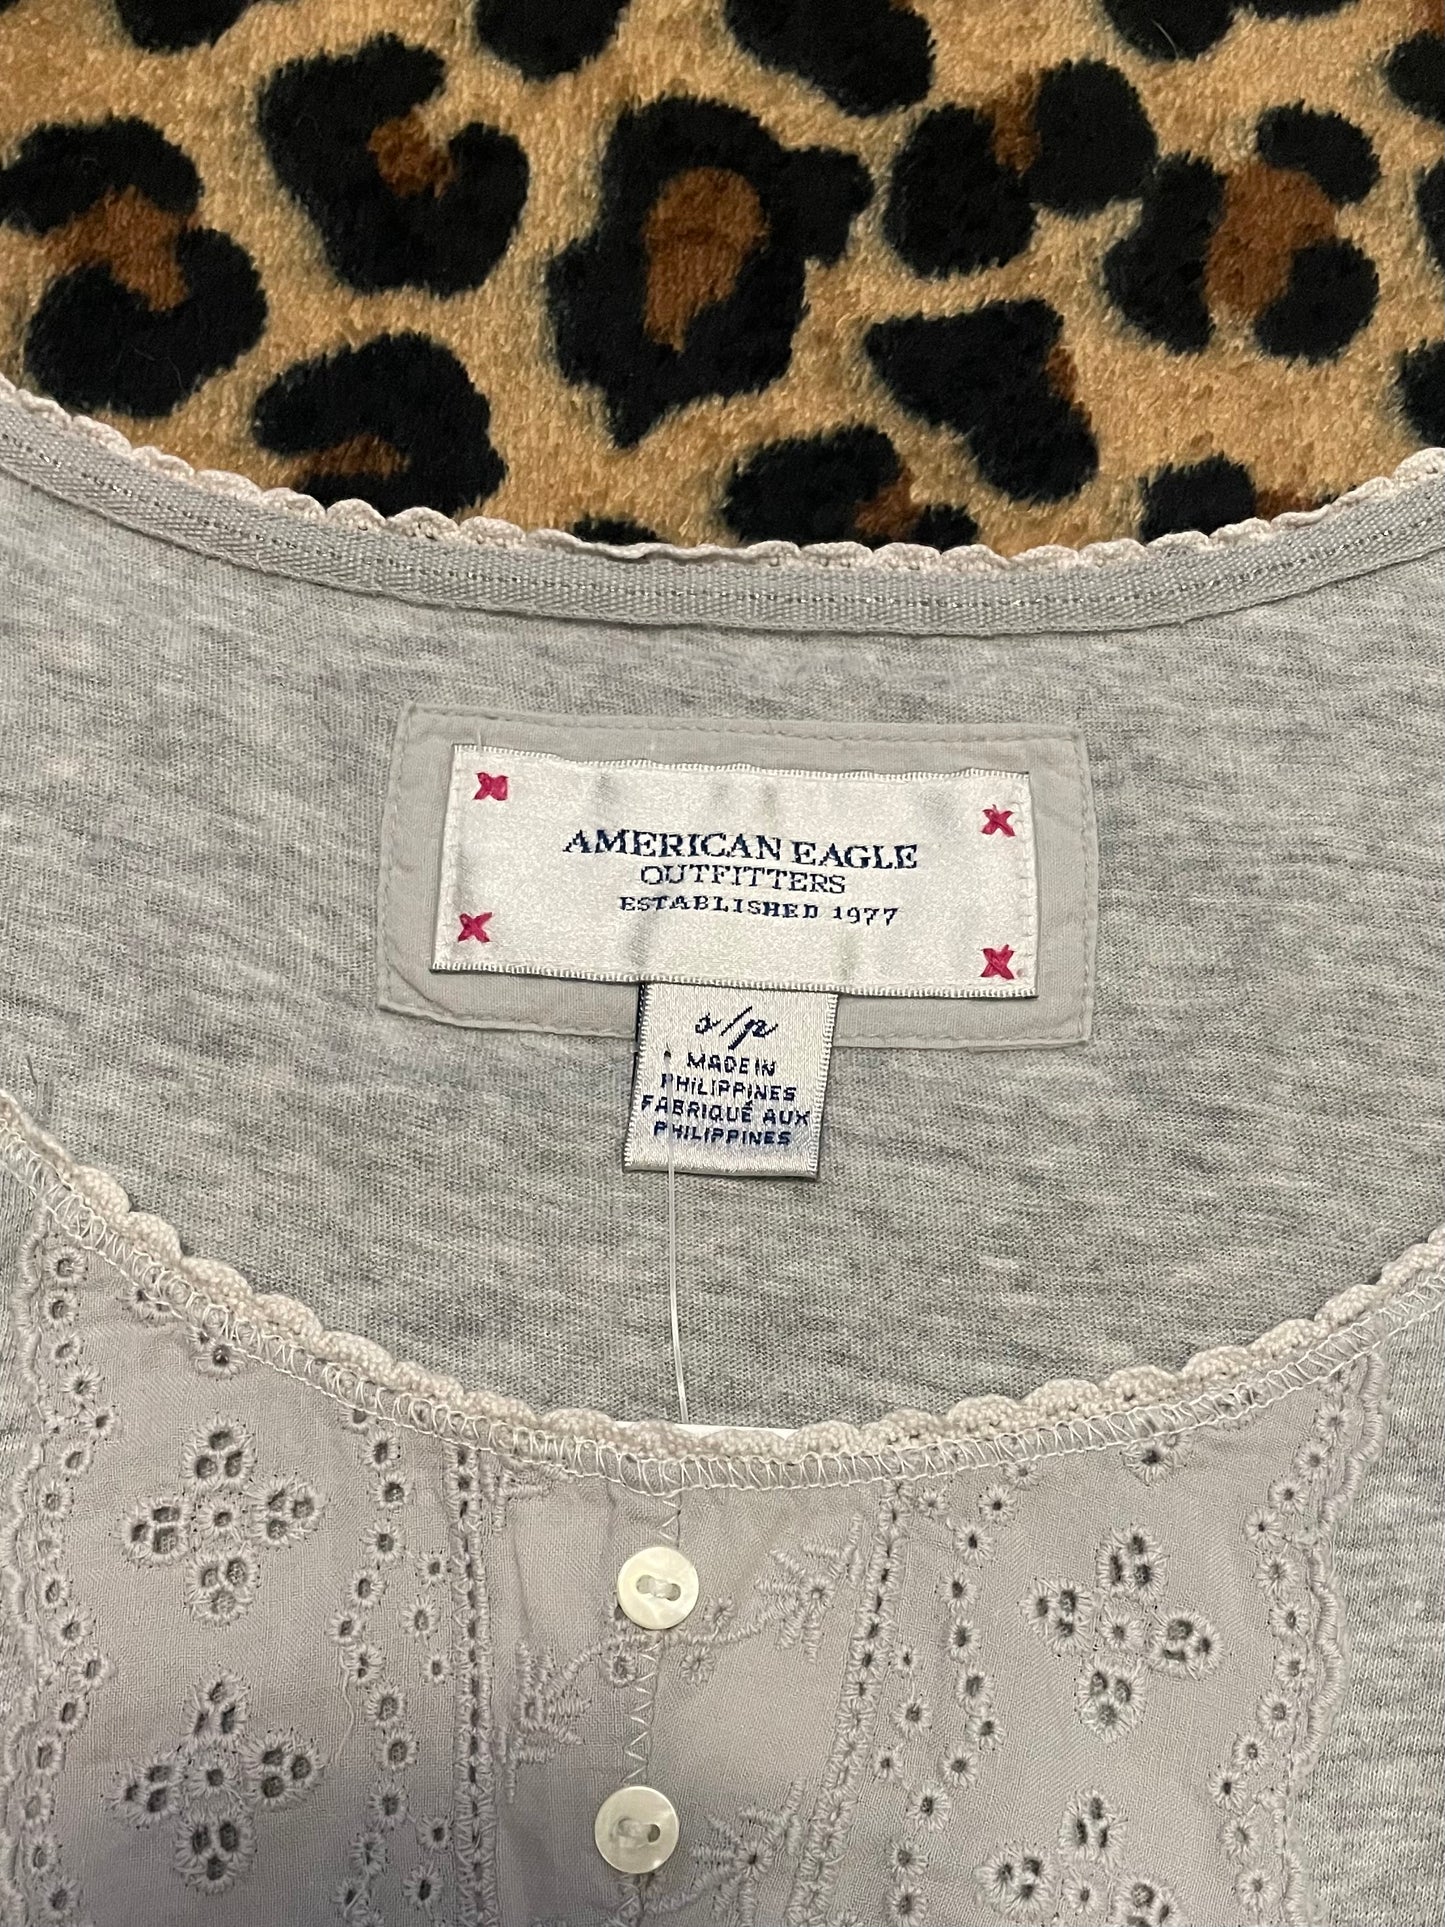 AMERICAN EAGLE
OUTFITTERS
ESTABLISHED 1977
s/p
MADE IN
PHILIPPINES
FABRIQUÉ AUX
PHILIPPINES